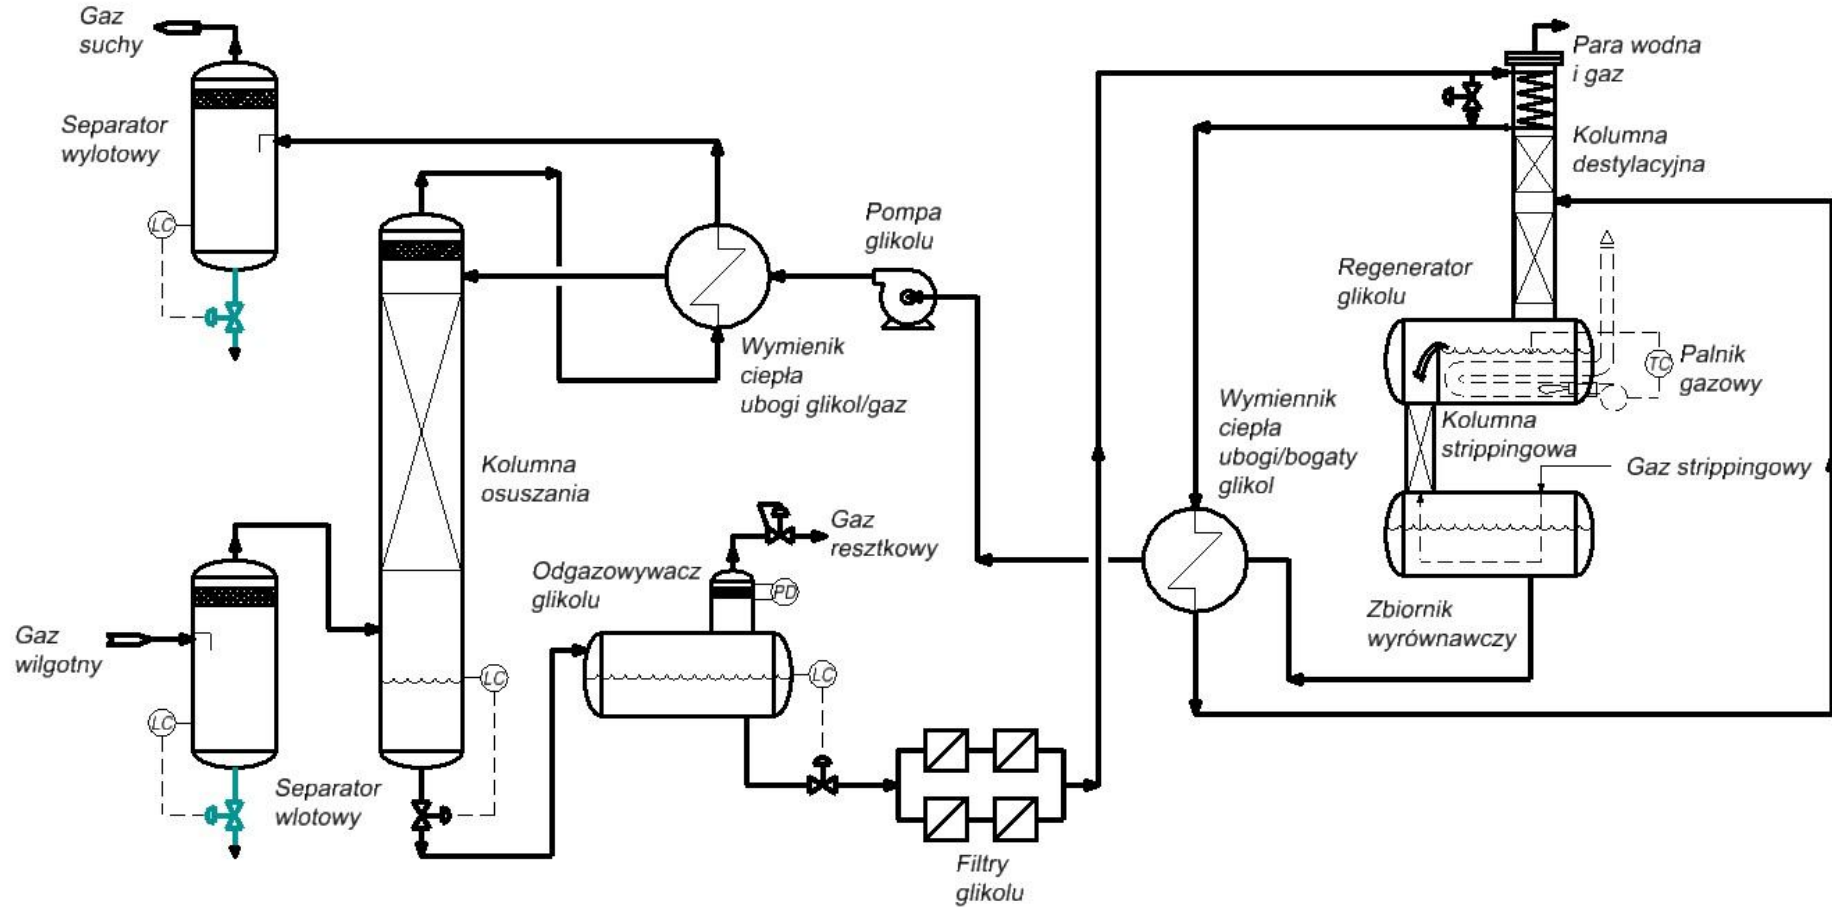 Gaz
suchy
Separator
wylotowy
LC
Gaz
wilgotny
LC
Separator
wlotowy
Kolumna
osuszania
LC
Wymienik
ciepła
ubogi glikol/gaz
Pompa
glikolu
Odgazowywacz
glikolu
PD
Gaz
resztkowy
LC
Filtry
glikolu
Para wodna
i gaz
Kolumna
destylacyjna
Regenerator
glikolu
TC
Palnik
gazowy
Wymiennik
ciepła
ubogi/bogaty
glikol
Kolumna
strippingowa
Gaz strippingowy
Zbiornik
wyrównawczy